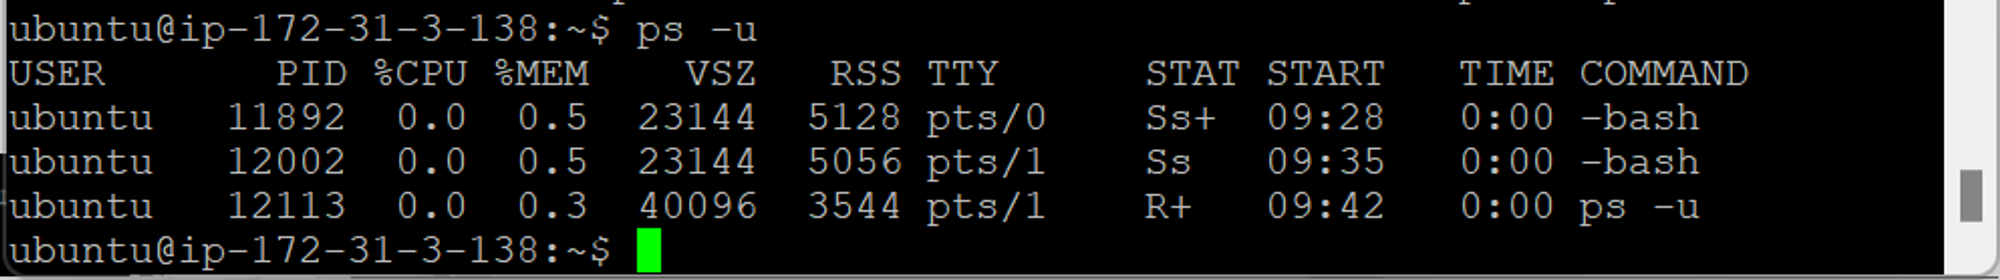 ubuntu@ip-172-31-3-138:~$ ps -u
USER       PID %CPU %MEM    VSZ   RSS TTY      STAT START   TIME COMMAND
ubuntu   11892  0.0  0.5  23144  5128 pts/0    Ss+  09:28   0:00 -bash
ubuntu   12002  0.0  0.5  23144  5056 pts/1    Ss   09:35   0:00 -bash
ubuntu   12113  0.0  0.3  40096  3544 pts/1    R+   09:42   0:00 ps -u
ubuntu@ip-172-31-3-138:~$